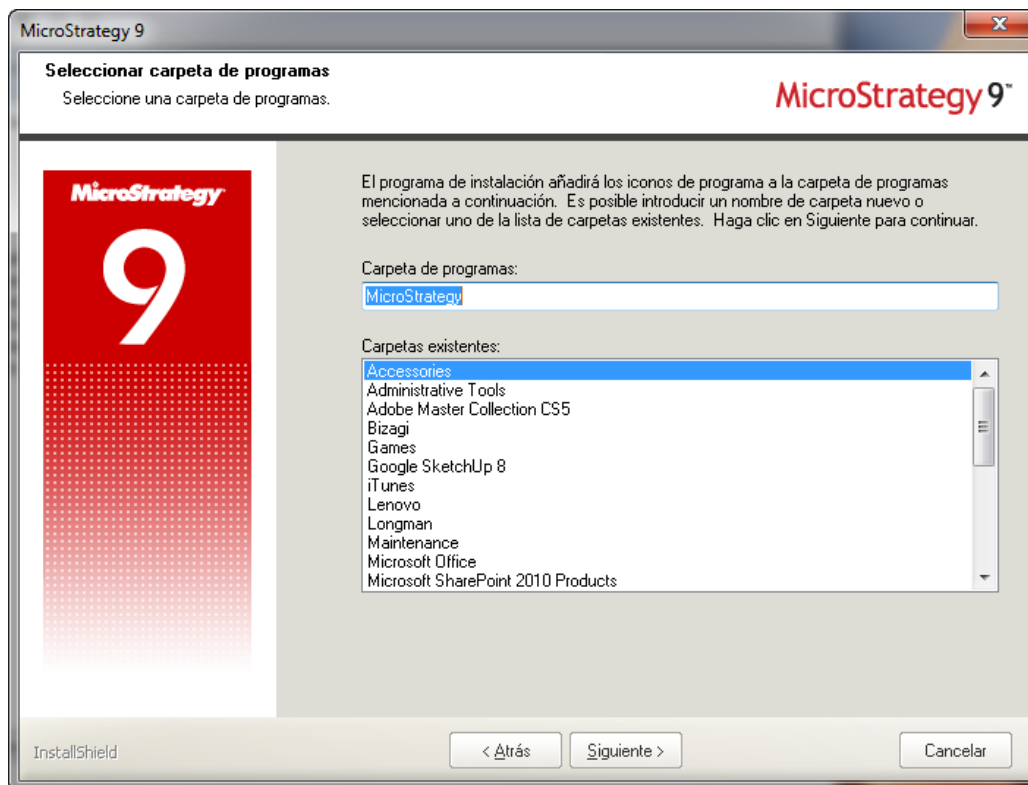 MicroStrategy 9
Seleccionar carpeta de programas
Seleccione una carpeta de programas.
MicroStrategy 9™
MicroStrategy
9
El programa de instalación añadirá los iconos de programa a la carpeta de programas
mencionada a continuación. Es posible introducir un nombre de carpeta nuevo o
seleccionar uno de la lista de carpetas existentes. Haga clic en Siguiente para continuar.
Carpeta de programas:
MicroStrategy
Carpetas existentes:
Accessories
Administrative Tools
Adobe Master Collection CS5
Bizagi
Games
Google SketchUp 8
iTunes
Lenovo
Longman
Maintenance
Microsoft Office
Microsoft SharePoint 2010 Products
InstallShield
< Atrás
Siguiente >
Cancelar